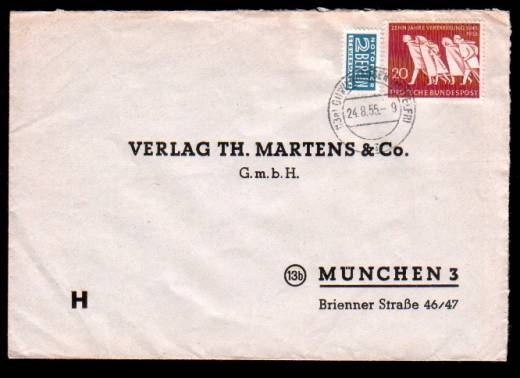 NOTOPFER
2 BERLIN
STEUERMARKE
ZEHN JAHRE VERTREIBUNG 1945
1955
20
DEUTSCHE BUNDESPOST
24.8.55.- 9
VERLAG TH. MARTENS & Co.
G.m.b.H.
13b MÜNCHEN 3
H
Brienner Straße 46/47